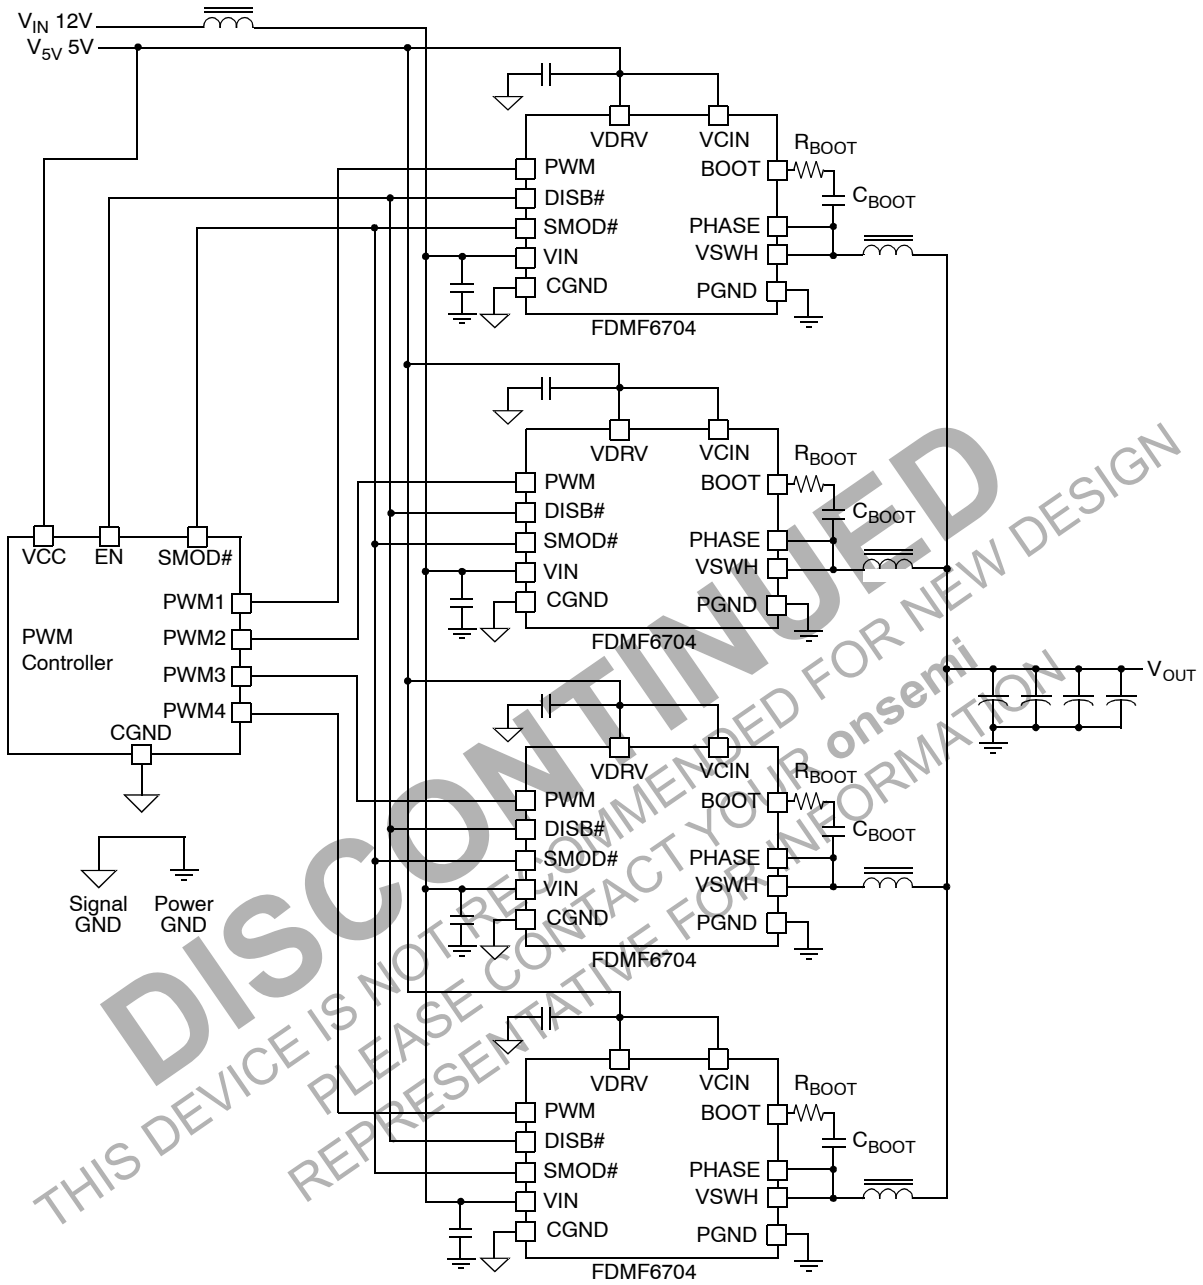 VIN 12V
V5V 5V
VDRV
VCIN
PWM
DISB#
SMOD#
VIN
CGND
BOOT
PHASE
VSWH
PGND
RBOOT
CBOOT
FDMF6704
VDRV
VCIN
PWM
DISB#
SMOD#
VIN
CGND
BOOT
PHASE
VSWH
PGND
RBOOT
CBOOT
FDMF6704
VCC
EN
SMOD#
PWM1
PWM2
PWM3
PWM4
PWM
Controller
CGND
Signal
GND
Power
GND
VOUT
VDRV
VCIN
PWM
DISB#
SMOD#
VIN
CGND
BOOT
PHASE
VSWH
PGND
RBOOT
CBOOT
FDMF6704
VDRV
VCIN
PWM
DISB#
SMOD#
VIN
CGND
BOOT
PHASE
VSWH
PGND
RBOOT
CBOOT
FDMF6704
DISCONTINUED
THIS DEVICE IS NOT RECOMMENDED FOR NEW DESIGN
PLEASE CONTACT YOUR onsemi
REPRESENTATIVE FOR INFORMATION